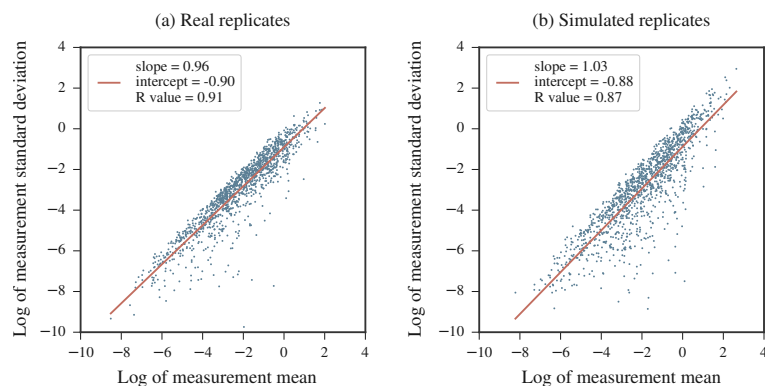 (a) Real replicates
Log of measurement standard deviation
4
2
0
−2
−4
−6
−8
−10
slope = 0.96
intercept = -0.90
R value = 0.91
−10 −8 −6 −4 −2 0 2 4
Log of measurement mean
(b) Simulated replicates
Log of measurement standard deviation
4
2
0
−2
−4
−6
−8
−10
slope = 1.03
intercept = -0.88
R value = 0.87
−10 −8 −6 −4 −2 0 2 4
Log of measurement mean